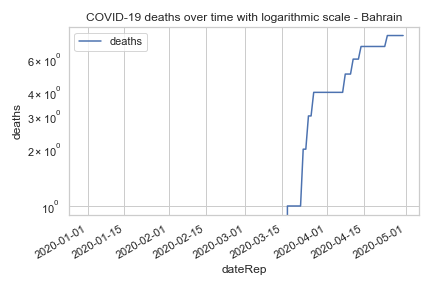 COVID-19 deaths over time with logarithmic scale - Bahrain
deaths
6 × 10⁰
4 × 10⁰
3 × 10⁰
2 × 10⁰
10⁰
deaths
2020-01-01
2020-01-15
2020-02-01
2020-02-15
2020-03-01
2020-03-15
2020-04-01
2020-04-15
2020-05-01
dateRep